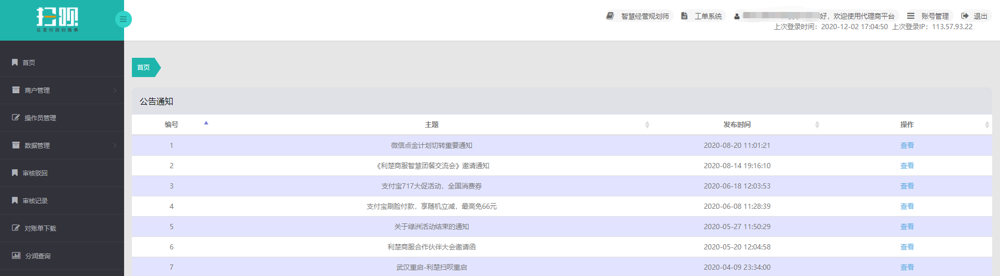 扫呗
让支付回归简单
智慧经营规划师 工单系统 好，欢迎使用代理商平台 账号管理 退出
上次登录时间：2020-12-02 17:04:50 上次登录IP：113.57.93.22
首页
商户管理
操作员管理
数据管理
审核驳回
审核记录
对账单下载
分润查询
首页
公告通知
编号 主题 发布时间 操作
1 微信点金计划切转重要通知 2020-08-20 11:01:21 查看
2 《利楚商服智慧团餐交流会》邀请通知 2020-08-14 19:16:10 查看
3 支付宝717大促活动，全国消费券 2020-06-18 12:03:53 查看
4 支付宝刷脸付款，享随机立减，最高免66元 2020-06-08 11:28:39 查看
5 关于绿洲活动结束的通知 2020-05-27 11:50:29 查看
6 利楚商服合作伙伴大会邀请函 2020-05-20 12:04:58 查看
7 武汉重启-利楚扫呗重启 2020-04-09 23:34:00 查看